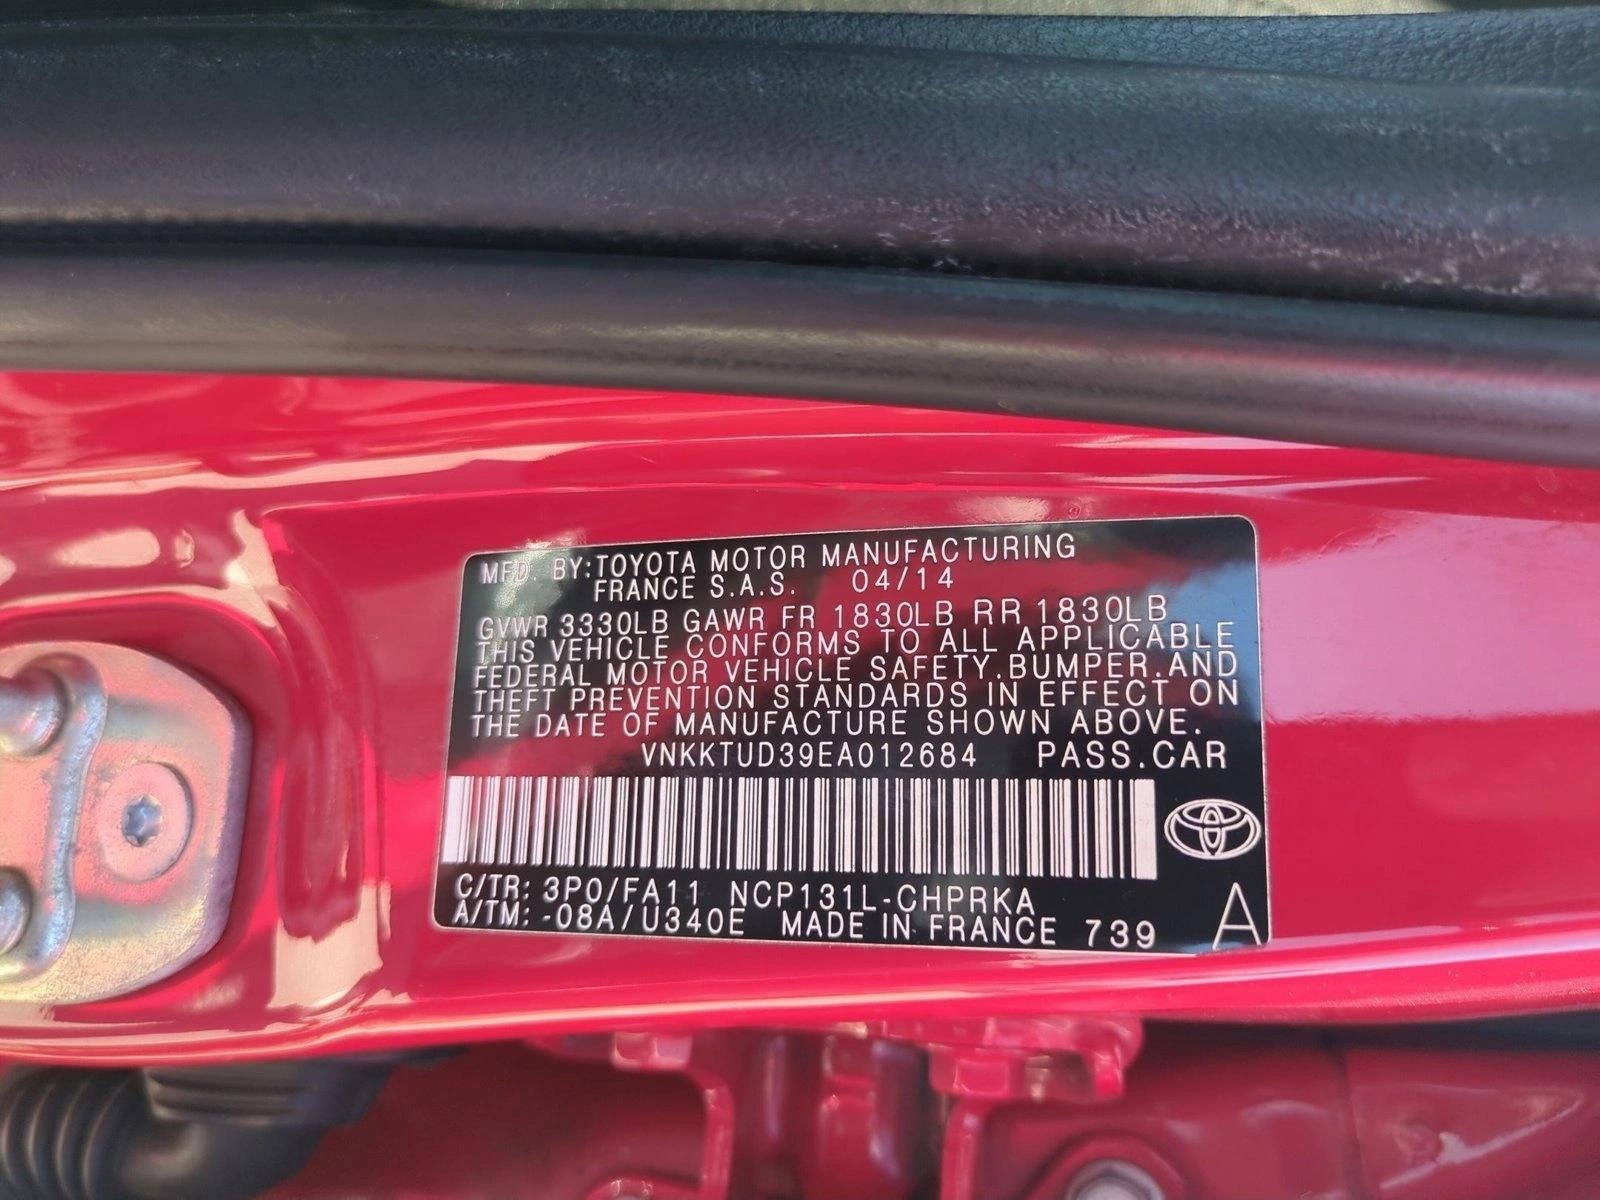 MFD. BY:TOYOTA MOTOR MANUFACTURING
FRANCE S.A.S. 04/14
GVWR 3330LB GAWR FR 1830LB RR 1830LB
THIS VEHICLE CONFORMS TO ALL APPLICABLE
FEDERAL MOTOR VEHICLE SAFETY.BUMPER.AND
THEFT PREVENTION STANDARDS IN EFFECT ON
THE DATE OF MANUFACTURE SHOWN ABOVE.
VNKKTUD39EA012684 PASS.CAR
C/TR: 3P0/FA11 NCP131L-CHPRKA
A/TM: -08A/U340E MADE IN FRANCE 739 A